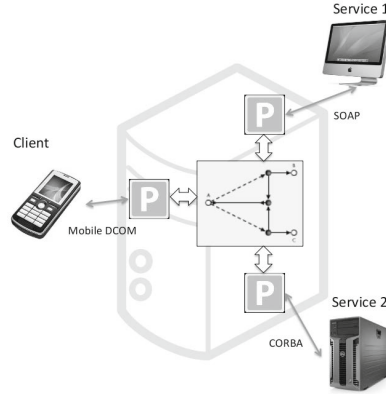 Service 1
P
SOAP
Client
P
A
B
C
Mobile DCOM
P
Service 2
CORBA